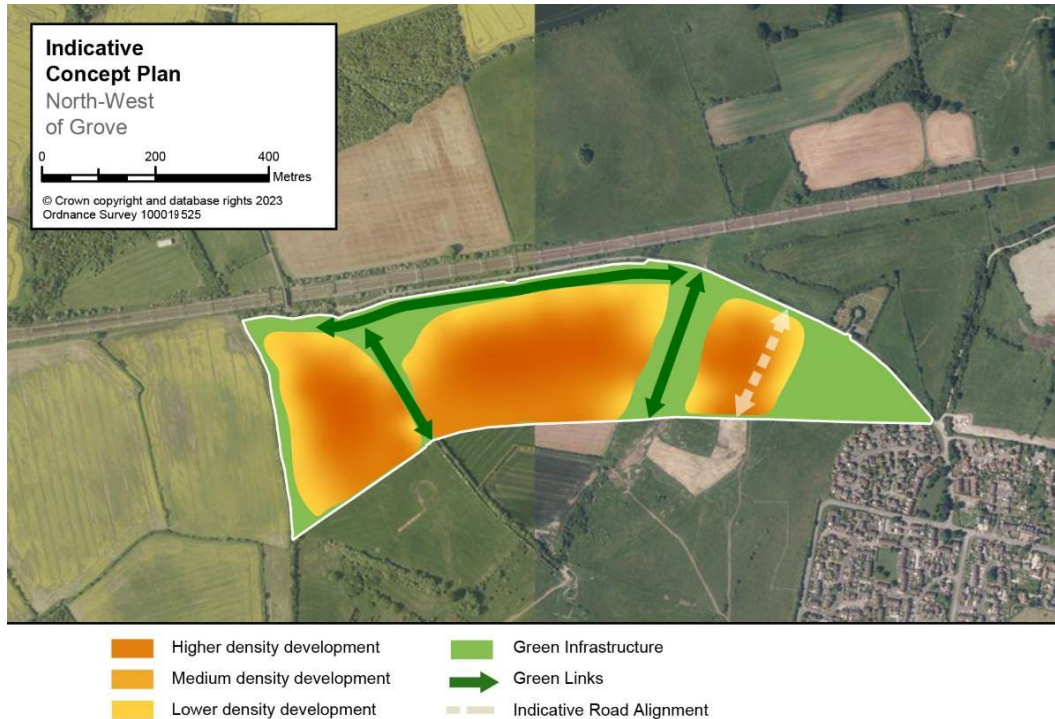 Indicative
Concept Plan
North-West
of Grove
0 200 400
Metres
© Crown copyright and database rights 2023
Ordnance Survey 100019525
Higher density development
Medium density development
Lower density development
Green Infrastructure
Green Links
Indicative Road Alignment